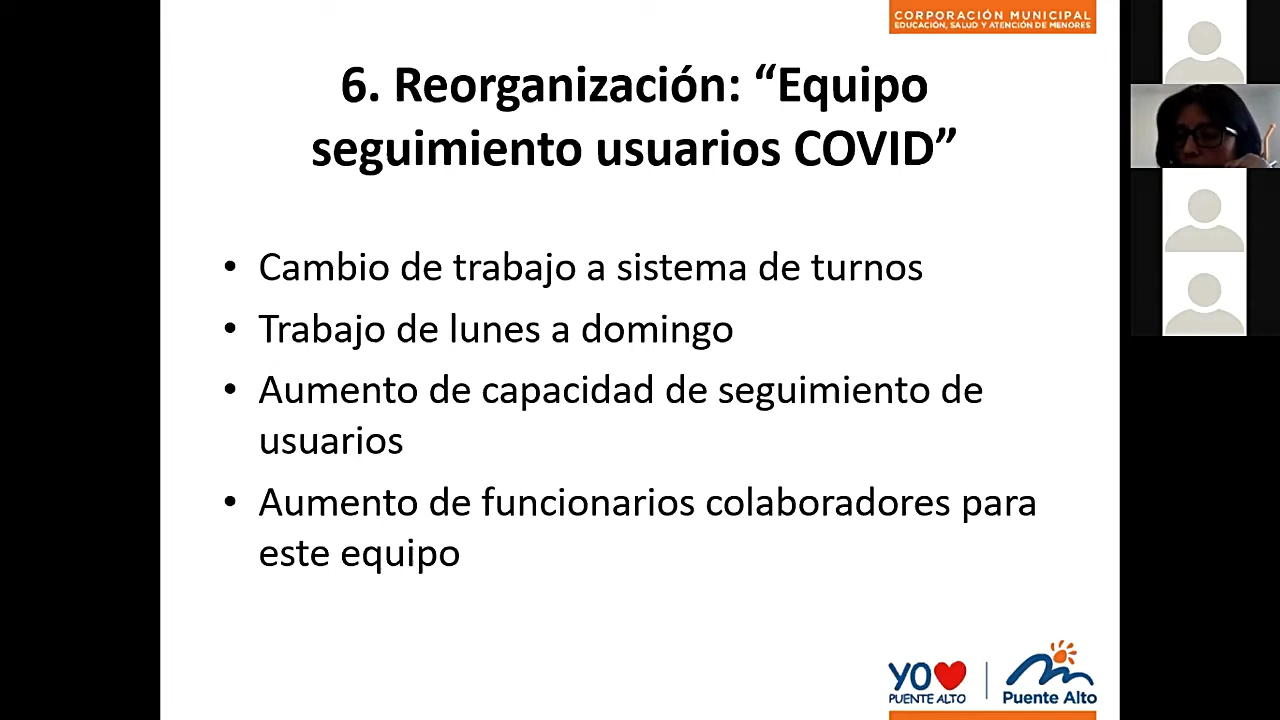 CORPORACIÓN MUNICIPAL
EDUCACIÓN, SALUD Y ATENCIÓN DE MENORES
6. Reorganización: “Equipo
seguimiento usuarios COVID”
• Cambio de trabajo a sistema de turnos
• Trabajo de lunes a domingo
• Aumento de capacidad de seguimiento de
usuarios
• Aumento de funcionarios colaboradores para
este equipo
YO
PUENTE ALTO
Puente Alto